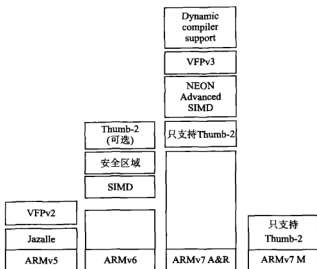 Dynamic
compiler
support
VFPv3
NEON
Advanced
SIMD
Thumb-2
(可选)
只支持Thumb-2
安全区域
SIMD
VFPv2
Jazalle
只支持
Thumb-2
ARMv5
ARMv6
ARMv7 A&R
ARMv7 M